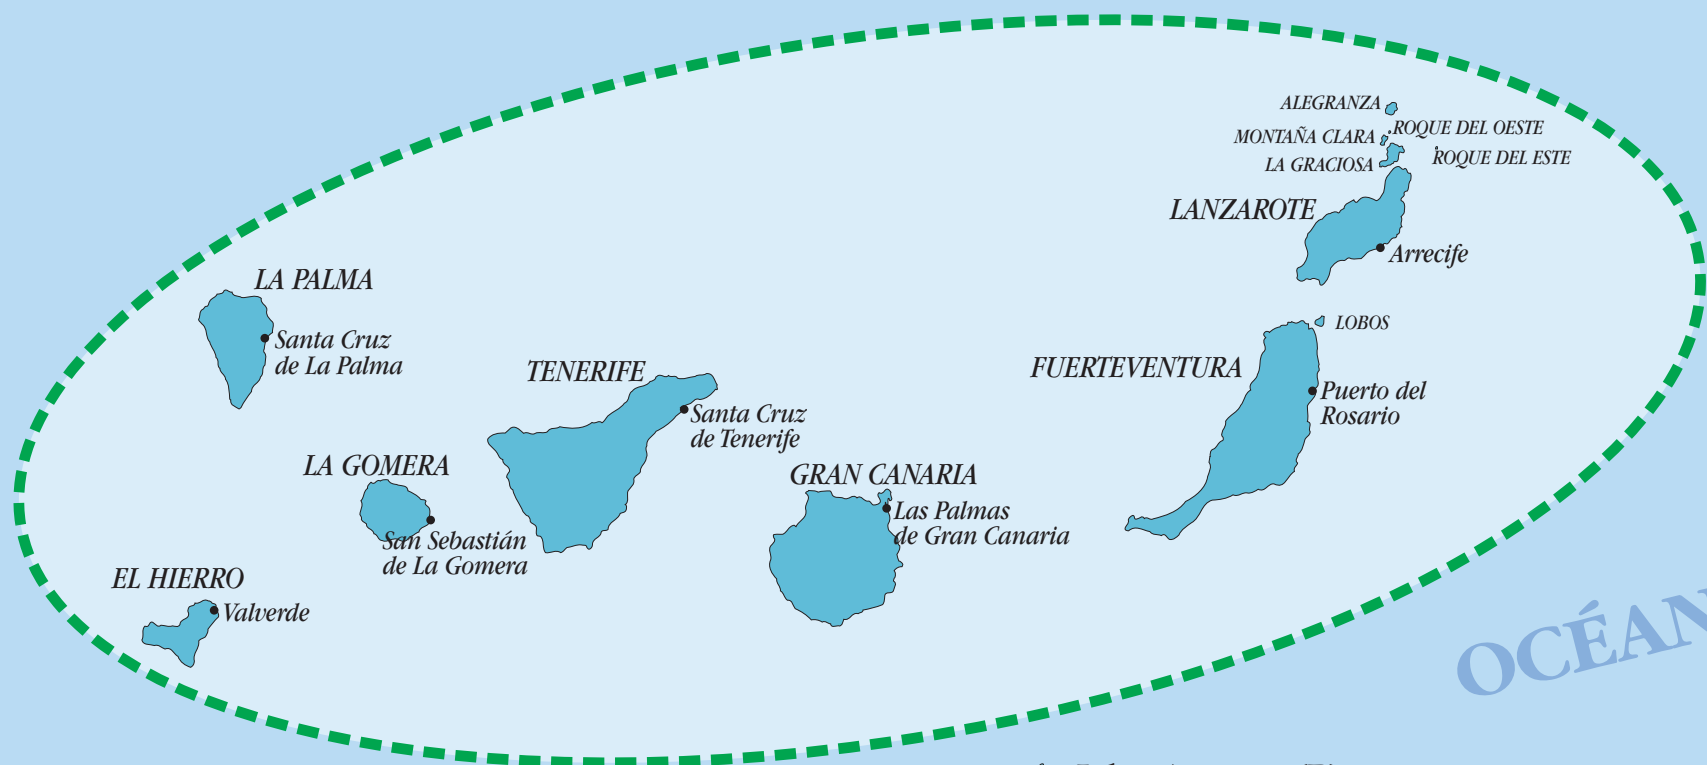 ALEGRANZA
ROQUE DEL OESTE
MONTAÑA CLARA
ROQUE DEL ESTE
LA GRACIOSA
LANZAROTE
Arrecife
LA PALMA
Santa Cruz
de La Palma
LOBOS
FUERTEVENTURA
Puerto del
Rosario
TENERIFE
Santa Cruz
de Tenerife
LA GOMERA
San Sebastián
de La Gomera
GRAN CANARIA
Las Palmas
de Gran Canaria
EL HIERRO
Valverde
OCÉAN